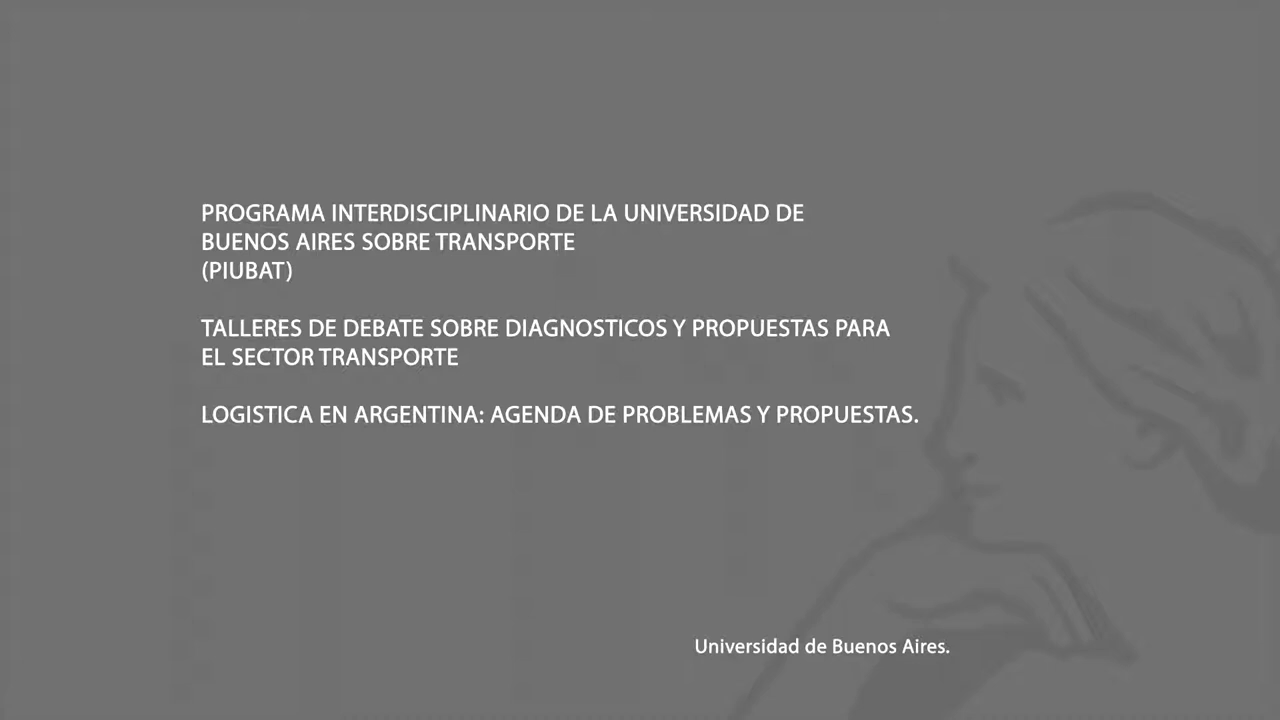 PROGRAMA INTERDISCIPLINARIO DE LA UNIVERSIDAD DE
BUENOS AIRES SOBRE TRANSPORTE
(PIUBAT)
TALLERES DE DEBATE SOBRE DIAGNOSTICOS Y PROPUESTAS PARA
EL SECTOR TRANSPORTE
LOGISTICA EN ARGENTINA: AGENDA DE PROBLEMAS Y PROPUESTAS.
Universidad de Buenos Aires.